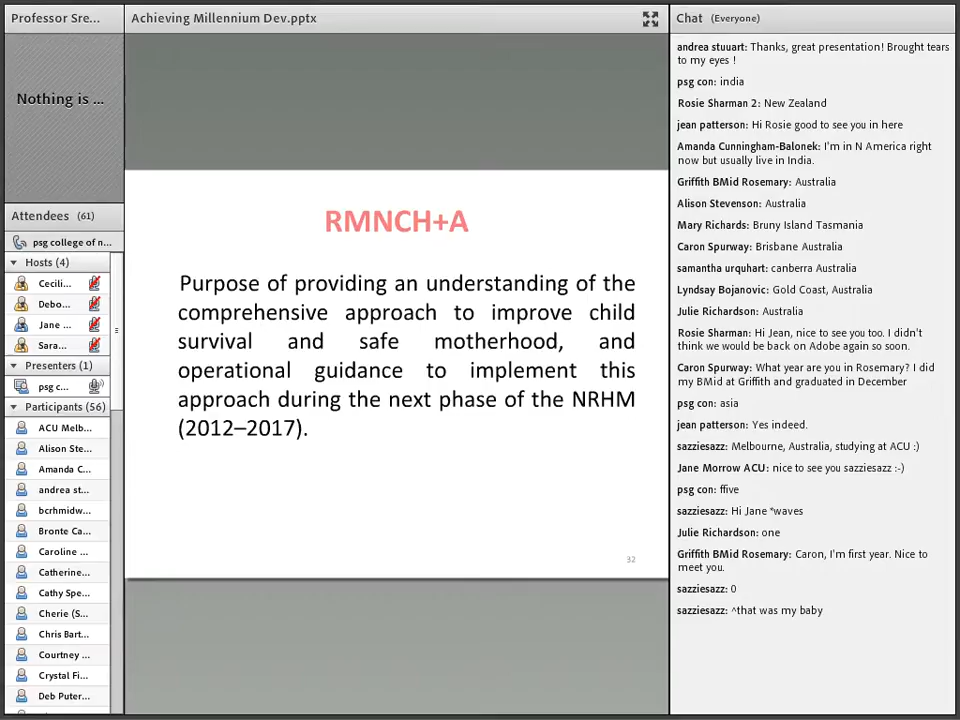 Professor Sre...
Nothing is ...
Attendees (61)
psg college of n...
Hosts (4)
Cecili...
Debo...
Jane ...
Sara...
Presenters (1)
psg c...
Participants (56)
ACU Melb...
Alison Ste...
Amanda C...
andrea st...
bcrhmidw...
Bronte Ca...
Caroline ...
Catherine...
Cathy Spe...
Cherie (S...
Chris Bart...
Courtney ...
Crystal Fi...
Deb Puter...
Achieving Millennium Dev.pptx
RMNCH+A
Purpose of providing an understanding of the
comprehensive approach to improve child
survival and safe motherhood, and
operational guidance to implement this
approach during the next phase of the NRHM
(2012–2017).
32
Chat (Everyone)
andrea stuuart: Thanks, great presentation! Brought tears
to my eyes !
psg con: india
Rosie Sharman 2: New Zealand
jean patterson: Hi Rosie good to see you in here
Amanda Cunningham-Balonek: I'm in N America right
now but usually live in India.
Griffith BMid Rosemary: Australia
Alison Stevenson: Australia
Mary Richards: Bruny Island Tasmania
Caron Spurway: Brisbane Australia
samantha urquhart: canberra Australia
Lyndsay Bojanovic: Gold Coast, Australia
Julie Richardson: Australia
Rosie Sharman: Hi Jean, nice to see you too. I didn't
think we would be back on Adobe again so soon.
Caron Spurway: What year are you in Rosemary? I did
my BMid at Griffith and graduated in December
psg con: asia
jean patterson: Yes indeed.
sazziesazz: Melbourne, Australia, studying at ACU :)
Jane Morrow ACU: nice to see you sazziesazz :-)
psg con: ffive
sazziesazz: Hi Jane *waves
Julie Richardson: one
Griffith BMid Rosemary: Caron, I'm first year. Nice to
meet you.
sazziesazz: 0
sazziesazz: ^that was my baby